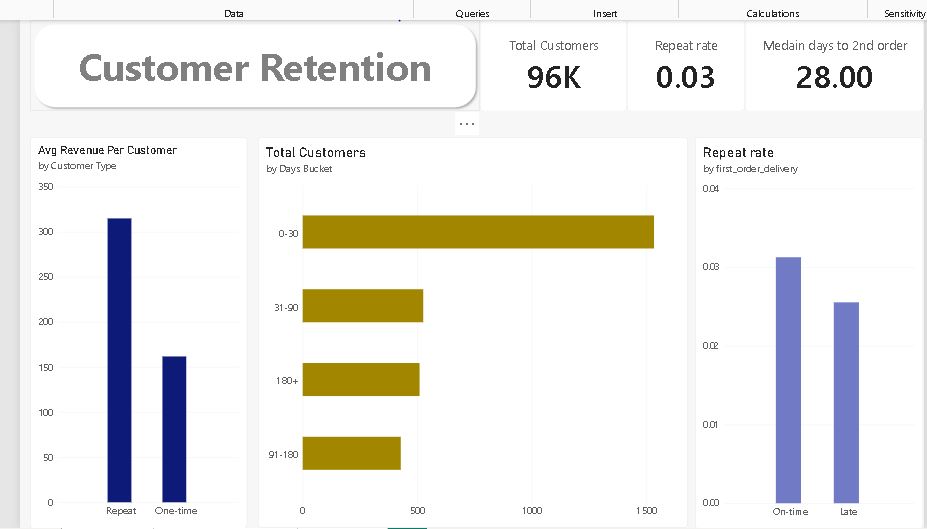 Data Queries Insert Calculations Sensitivity
Customer Retention
Total Customers
96K
Repeat rate
0.03
Medain days to 2nd order
28.00
...
Avg Revenue Per Customer
by Customer Type
350
300
250
200
150
100
50
0
Repeat One-time
Total Customers
by Days Bucket
0-30
31-90
180+
91-180
0 500 1000 1500
Repeat rate
by first_order_delivery
0.04
0.03
0.02
0.01
0.00
On-time Late